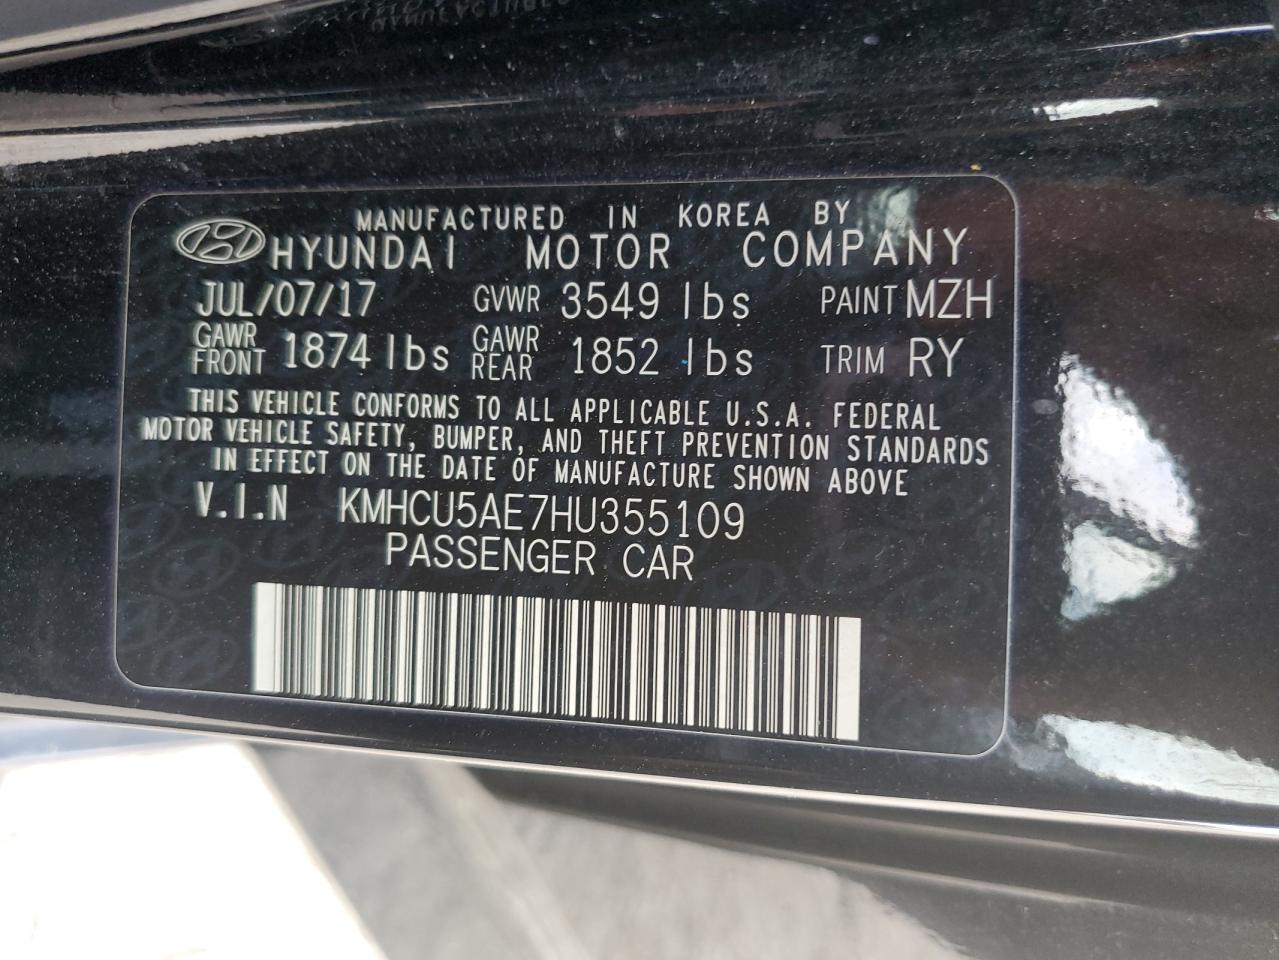 MANUFACTURED IN KOREA BY
HYUNDAI MOTOR COMPANY
JUL/07/17 GVWR 3549 lbs PAINT MZH
GAWR FRONT 1874 lbs GAWR REAR 1852 lbs TRIM RY
THIS VEHICLE CONFORMS TO ALL APPLICABLE U.S.A. FEDERAL
MOTOR VEHICLE SAFETY, BUMPER, AND THEFT PREVENTION STANDARDS
IN EFFECT ON THE DATE OF MANUFACTURE SHOWN ABOVE
V.I.N KMHCU5AE7HU355109
PASSENGER CAR